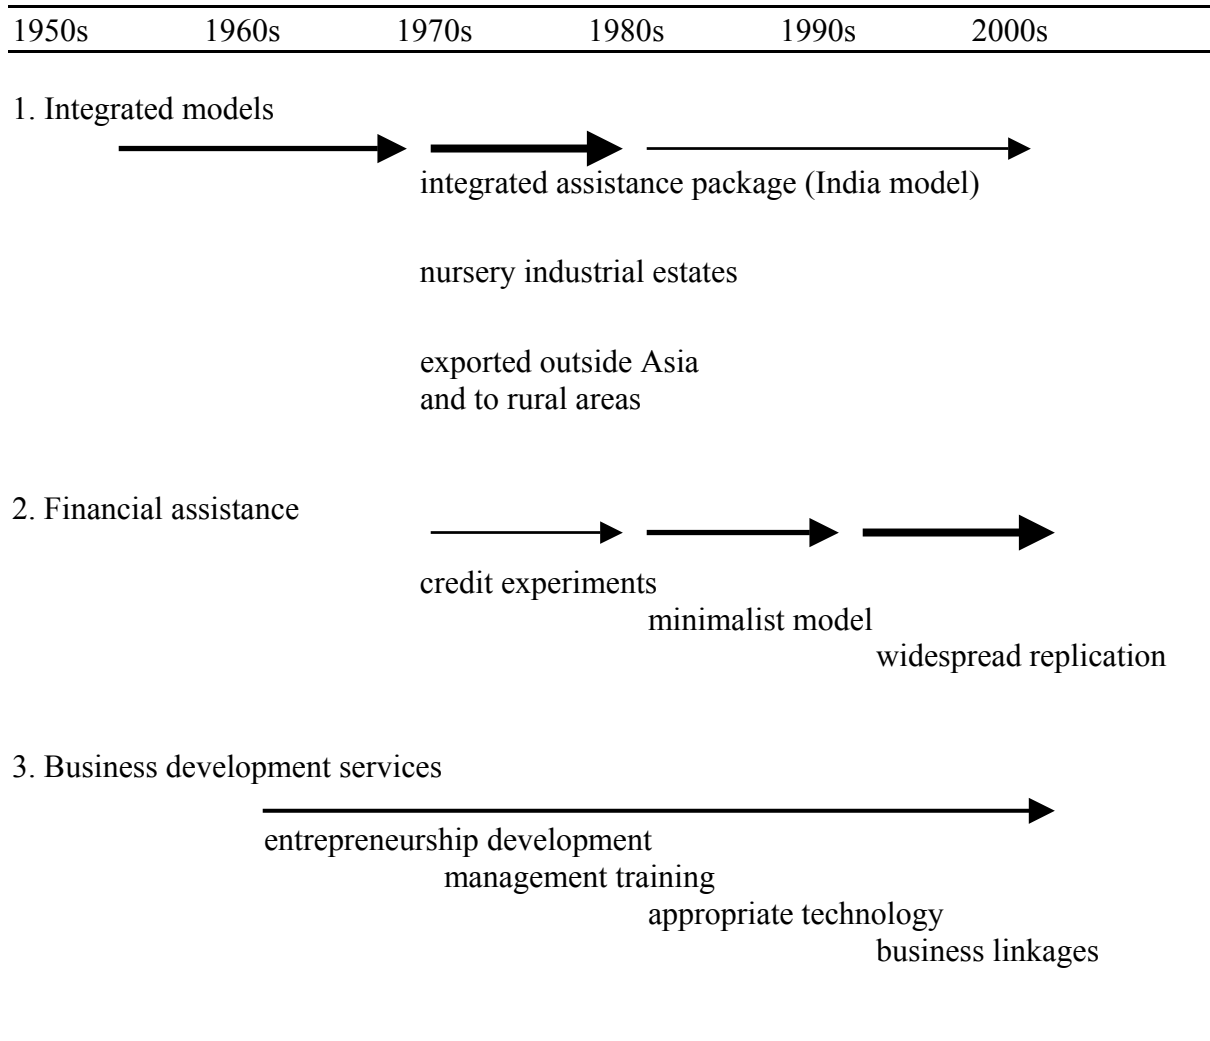 1950s 1960s 1970s 1980s 1990s 2000s
1. Integrated models
integrated assistance package (India model)
nursery industrial estates
exported outside Asia
and to rural areas
2. Financial assistance
credit experiments
minimalist model
widespread replication
3. Business development services
entrepreneurship development
management training
appropriate technology
business linkages